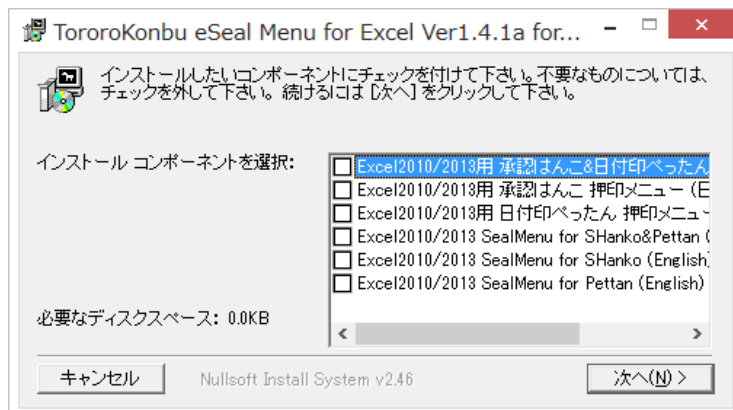 TororoKonbu eSeal Menu for Excel Ver1.4.1a for...
インストールしたいコンポーネントにチェックを付けて下さい。不要なものについては、
チェックを外して下さい。 続けるには [次へ] をクリックして下さい。
インストール コンポーネントを選択:
Excel2010/2013用 承認はんこ&日付印ぺったん
Excel2010/2013用 承認はんこ 押印メニュー (日
Excel2010/2013用 日付印ぺったん 押印メニュー
Excel2010/2013 SealMenu for SHanko&Pettan (
Excel2010/2013 SealMenu for SHanko (English)
Excel2010/2013 SealMenu for Pettan (English)
必要なディスクスペース: 0.0KB
キャンセル
Nullsoft Install System v2.46
次へ(N) >